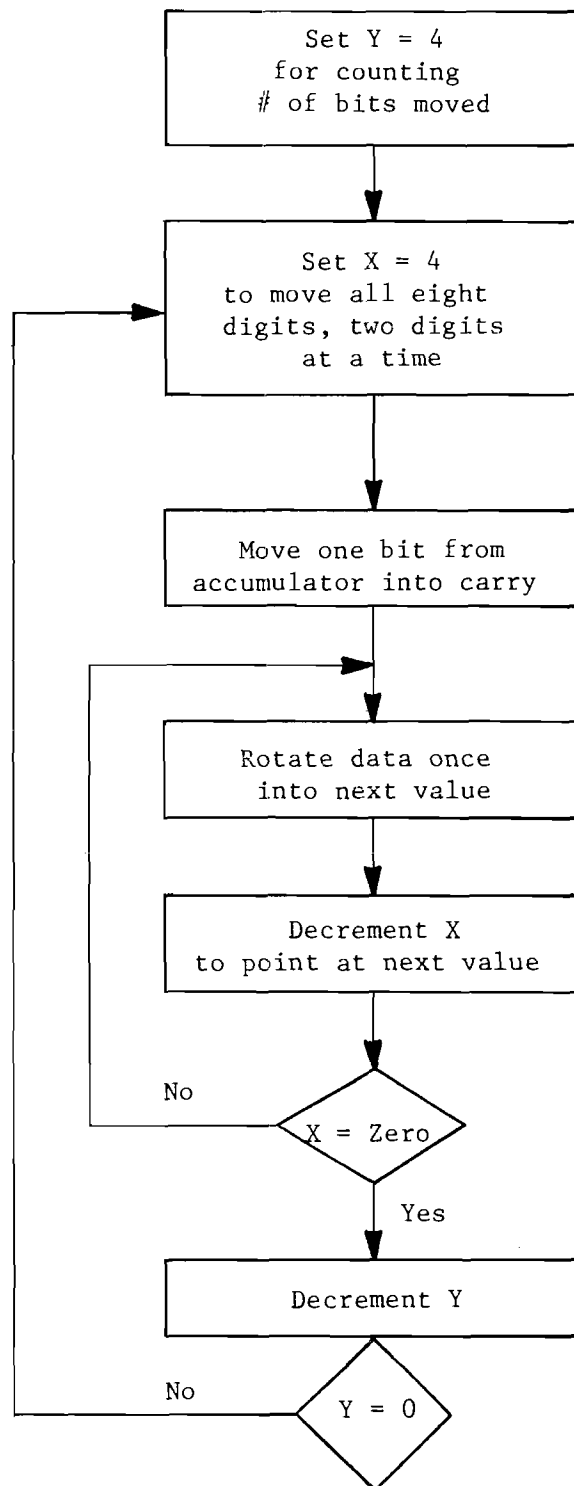 Set Y = 4
for counting
# of bits moved
Set X = 4
to move all eight
digits, two digits
at a time
Move one bit from
accumulator into carry
Rotate data once
into next value
Decrement X
to point at next value
No
X = Zero
Yes
Decrement Y
No
Y = 0